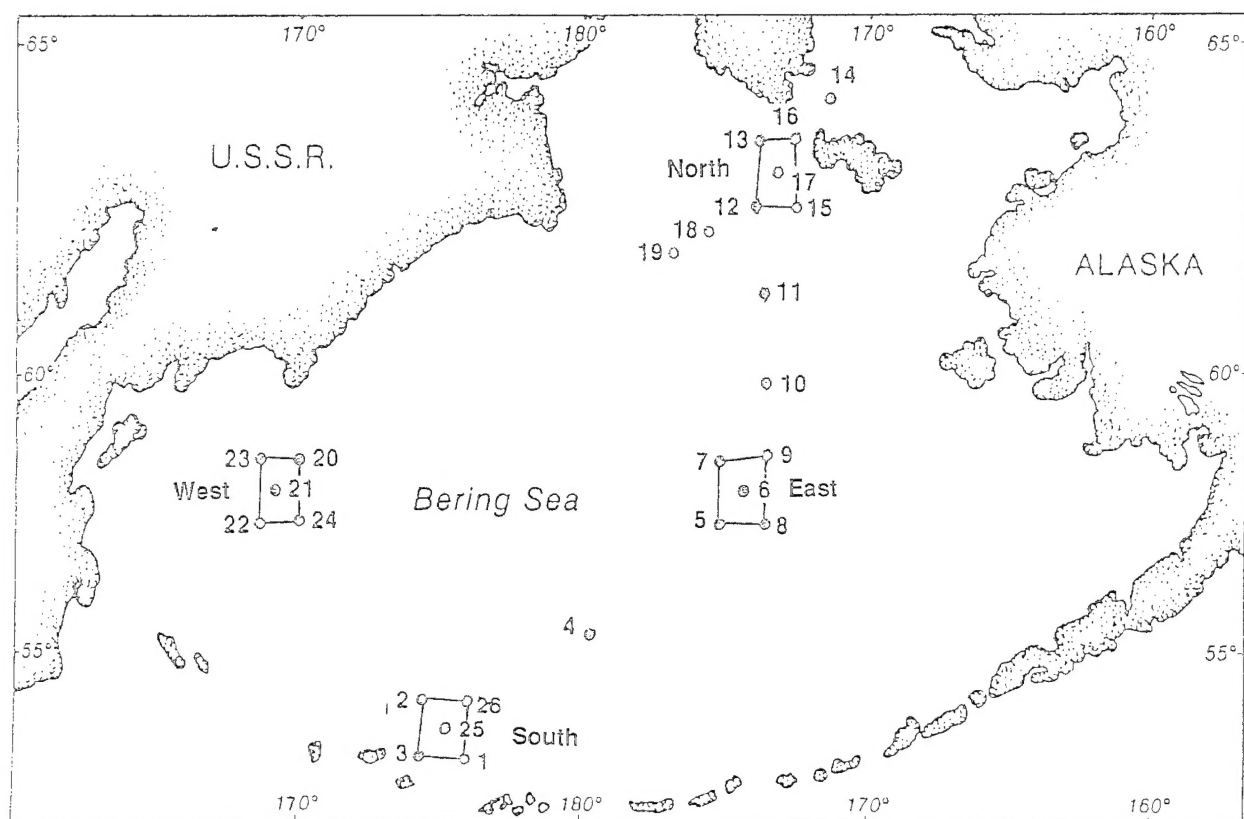 65° 170° 180° 170° 160° 65°
14
U.S.S.R. 13 16
North 17
12 15
18
19
ALASKA
11
60° 10 60°
23 20 7 9
West 21 Bering Sea 6 East
22 24 5 8
4
55° 55°
2 26
25 South
3 1
170° 180° 170° 160°